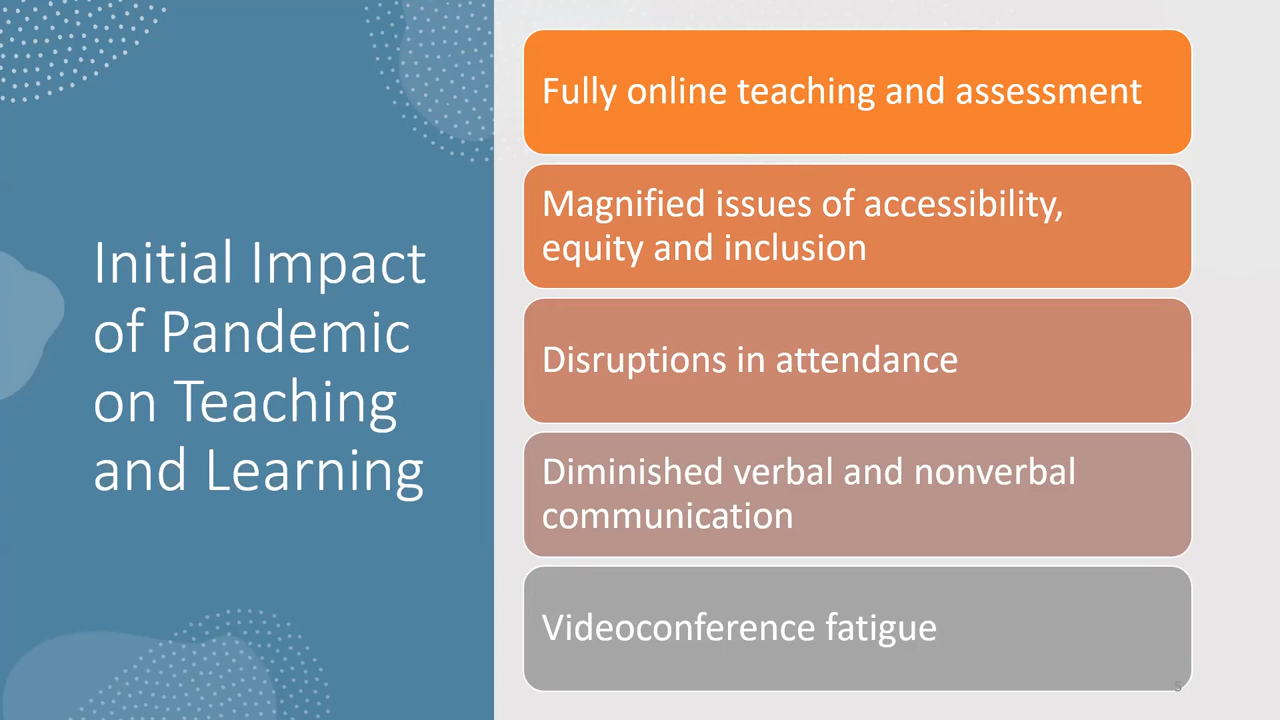 Initial Impact
of Pandemic
on Teaching
and Learning
Fully online teaching and assessment
Magnified issues of accessibility,
equity and inclusion
Disruptions in attendance
Diminished verbal and nonverbal
communication
Videoconference fatigue
5